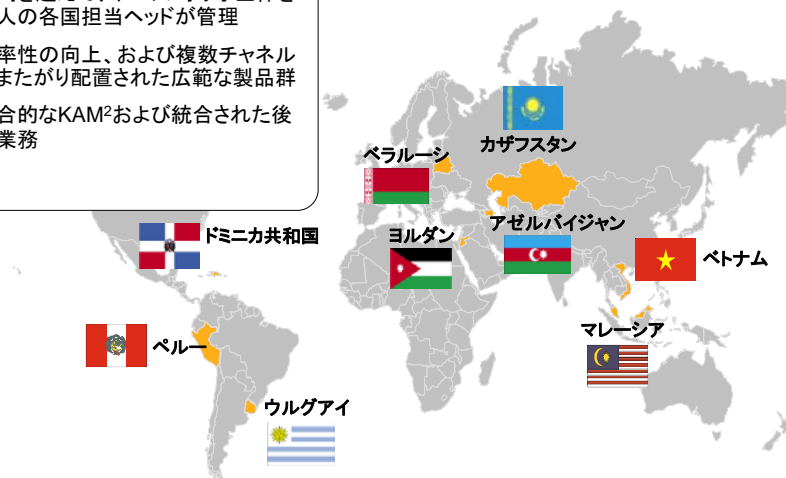 人の各国担当ヘッドが管理
率性の向上、および複数チャネル
またがり配置された広範な製品群
合的なKAM²および統合された後
業務
カザフスタン
ベラルーシ
アゼルバイジャン
ドミニカ共和国
ヨルダン
ベトナム
マレーシア
ペルー
ウルグアイ